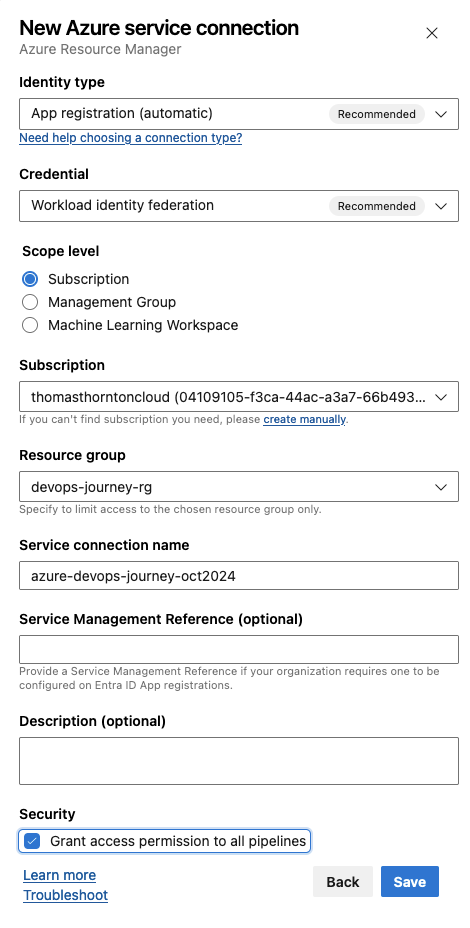 New Azure service connection
Azure Resource Manager
Identity type
App registration (automatic) Recommended
Need help choosing a connection type?
Credential
Workload identity federation Recommended
Scope level
Subscription
Management Group
Machine Learning Workspace
Subscription
thomasthorntoncloud (04109105-f3ca-44ac-a3a7-66b493...
If you can't find subscription you need, please create manually.
Resource group
devops-journey-rg
Specify to limit access to the chosen resource group only.
Service connection name
azure-devops-journey-oct2024
Service Management Reference (optional)
Provide a Service Management Reference if your organization requires one to be
configured on Entra ID App registrations.
Description (optional)
Security
Grant access permission to all pipelines
Learn more
Troubleshoot
Back Save